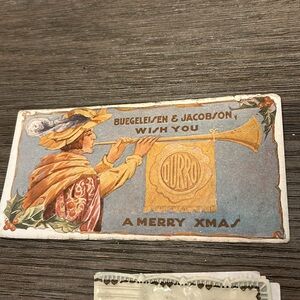 BUEGELEISEN & JACOBSON,
WISH YOU
DURRO
A MERRY XMAS